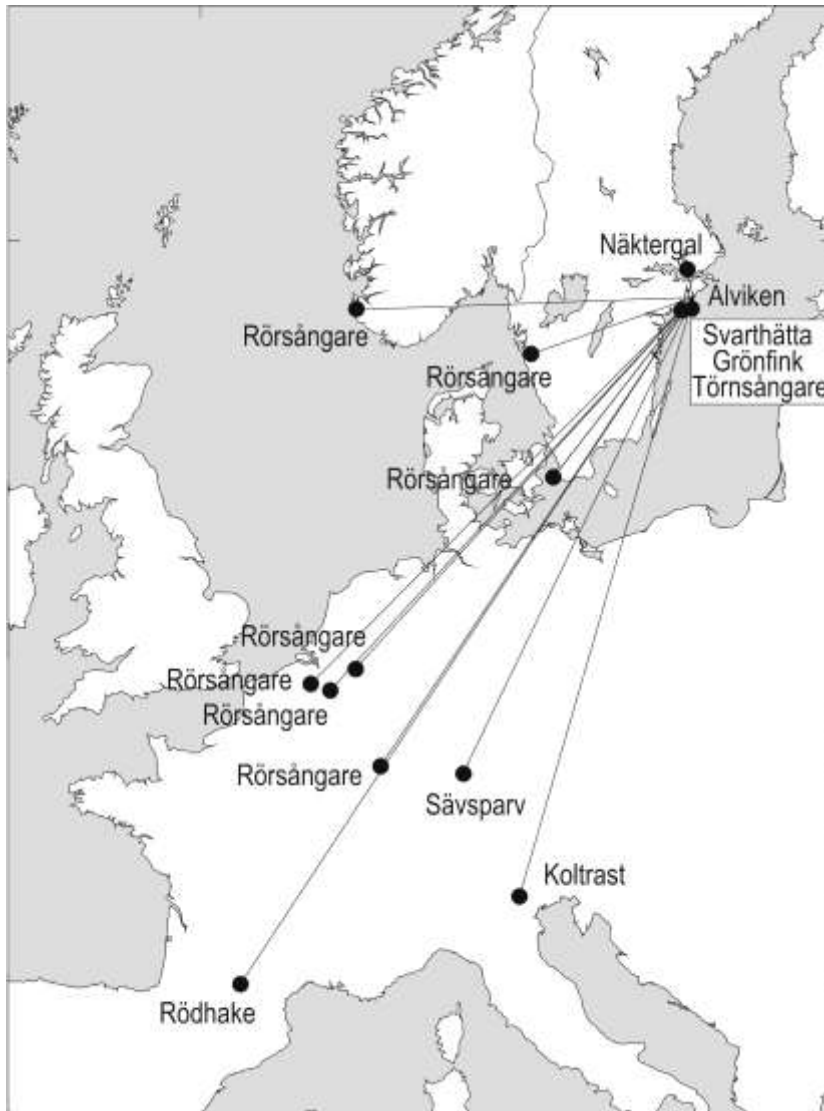 Näktergal
Alviken
Rörsångare
Svarthätta
Grönfink
Törnsångare
Rörsångare
Rörsångare
Rörsångare
Rörsångare
Rörsångare
Rörsångare
Sävsparv
Koltrast
Rödhake